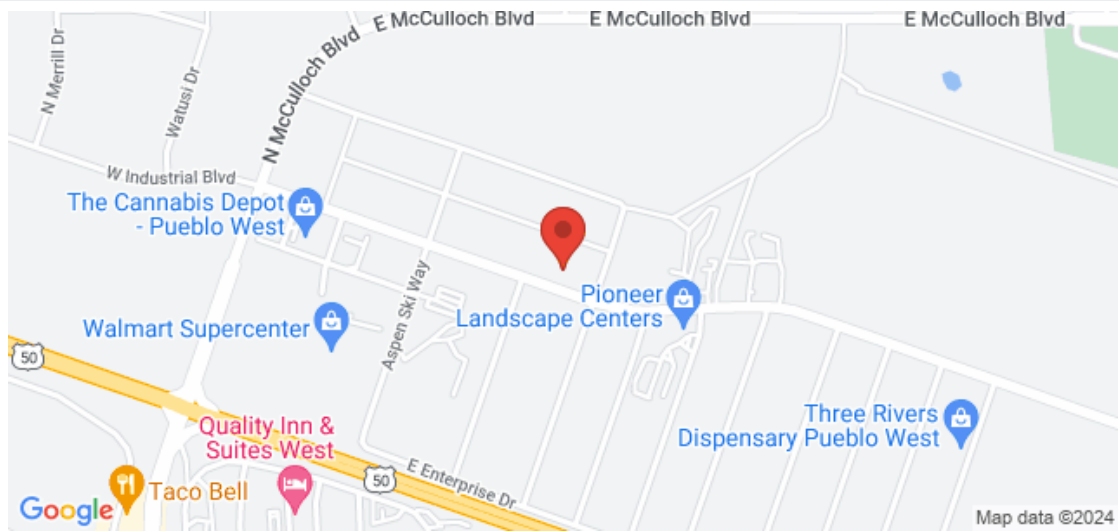 E McCulloch Blvd
E McCulloch Blvd
E McCulloch Blvd
N Merrill Dr
Watusi Dr
N McCulloch Blvd
W Industrial Blvd
The Cannabis Depot
- Pueblo West
Aspen Ski Way
Pioneer
Landscape Centers
Walmart Supercenter
50
Three Rivers
Dispensary Pueblo West
Quality Inn &
Suites West
E Enterprise Dr
50
Taco Bell
Google
Map data ©2024